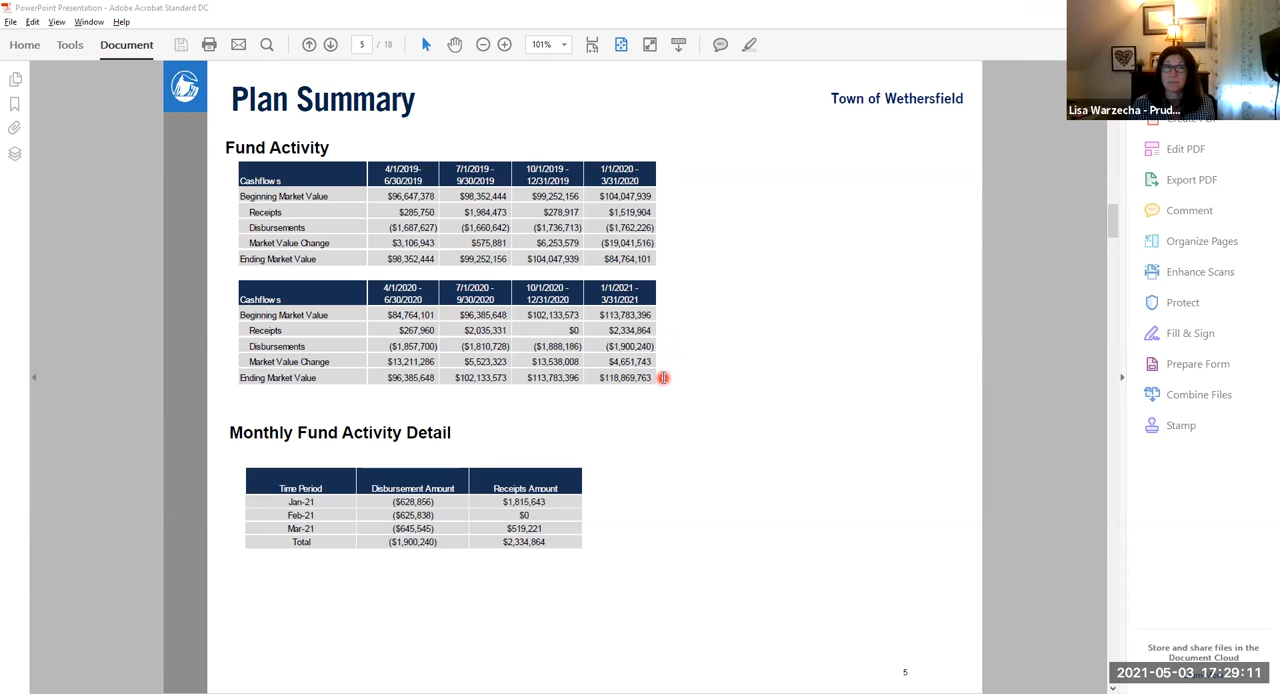 PowerPoint Presentation - Adobe Acrobat Standard DC
File Edit View Window Help
Home Tools Document 5 / 18 101%
Lisa Warzecha - Prud...
Plan Summary
Town of Wethersfield
Fund Activity
Cashflows 4/1/2019- 6/30/2019 7/1/2019 - 9/30/2019 10/1/2019 - 12/31/2019 1/1/2020 - 3/31/2020
Beginning Market Value $96,647,378 $98,352,444 $99,252,156 $104,047,939
Receipts $285,750 $1,984,473 $278,917 $1,519,904
Disbursements ($1,687,627) ($1,660,642) ($1,736,713) ($1,762,226)
Market Value Change $3,106,943 $575,881 $6,253,579 ($19,041,516)
Ending Market Value $98,352,444 $99,252,156 $104,047,939 $84,764,101
Cashflows 4/1/2020 - 6/30/2020 7/1/2020 - 9/30/2020 10/1/2020 - 12/31/2020 1/1/2021 - 3/31/2021
Beginning Market Value $84,764,101 $96,385,648 $102,133,573 $113,783,396
Receipts $267,960 $2,035,331 $0 $2,334,864
Disbursements ($1,857,700) ($1,810,728) ($1,888,186) ($1,900,240)
Market Value Change $13,211,286 $5,523,323 $13,538,008 $4,651,743
Ending Market Value $96,385,648 $102,133,573 $113,783,396 $118,869,763
Monthly Fund Activity Detail
Time Period Disbursement Amount Receipts Amount
Jan-21 ($628,856) $1,815,643
Feb-21 ($625,838) $0
Mar-21 ($645,545) $519,221
Total ($1,900,240) $2,334,864
5
Create PDF
Edit PDF
Export PDF
Comment
Organize Pages
Enhance Scans
Protect
Fill & Sign
Prepare Form
Combine Files
Stamp
Store and share files in the
Document Cloud
2021-05-03 17:29:11